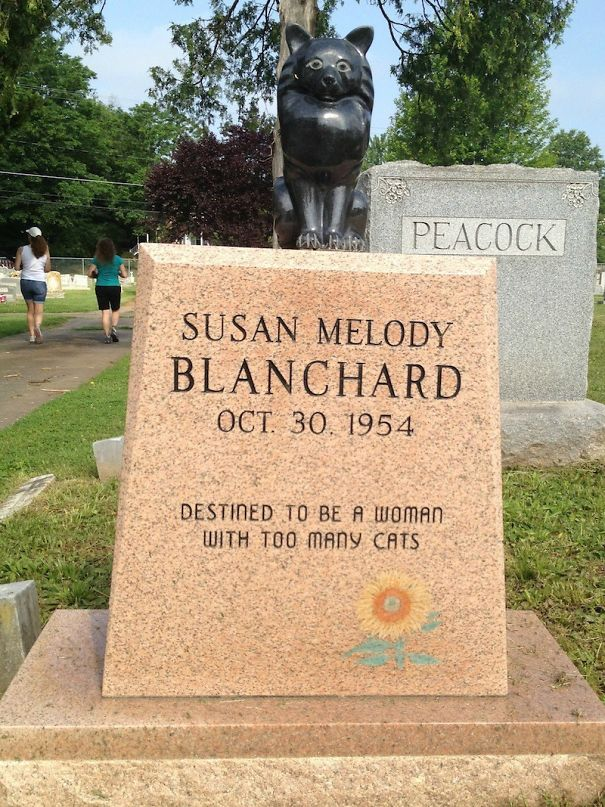 PEACOCK
SUSAN MELODY
BLANCHARD
OCT. 30, 1954
DESTINED TO BE A WOMAN
WITH TOO MANY CATS